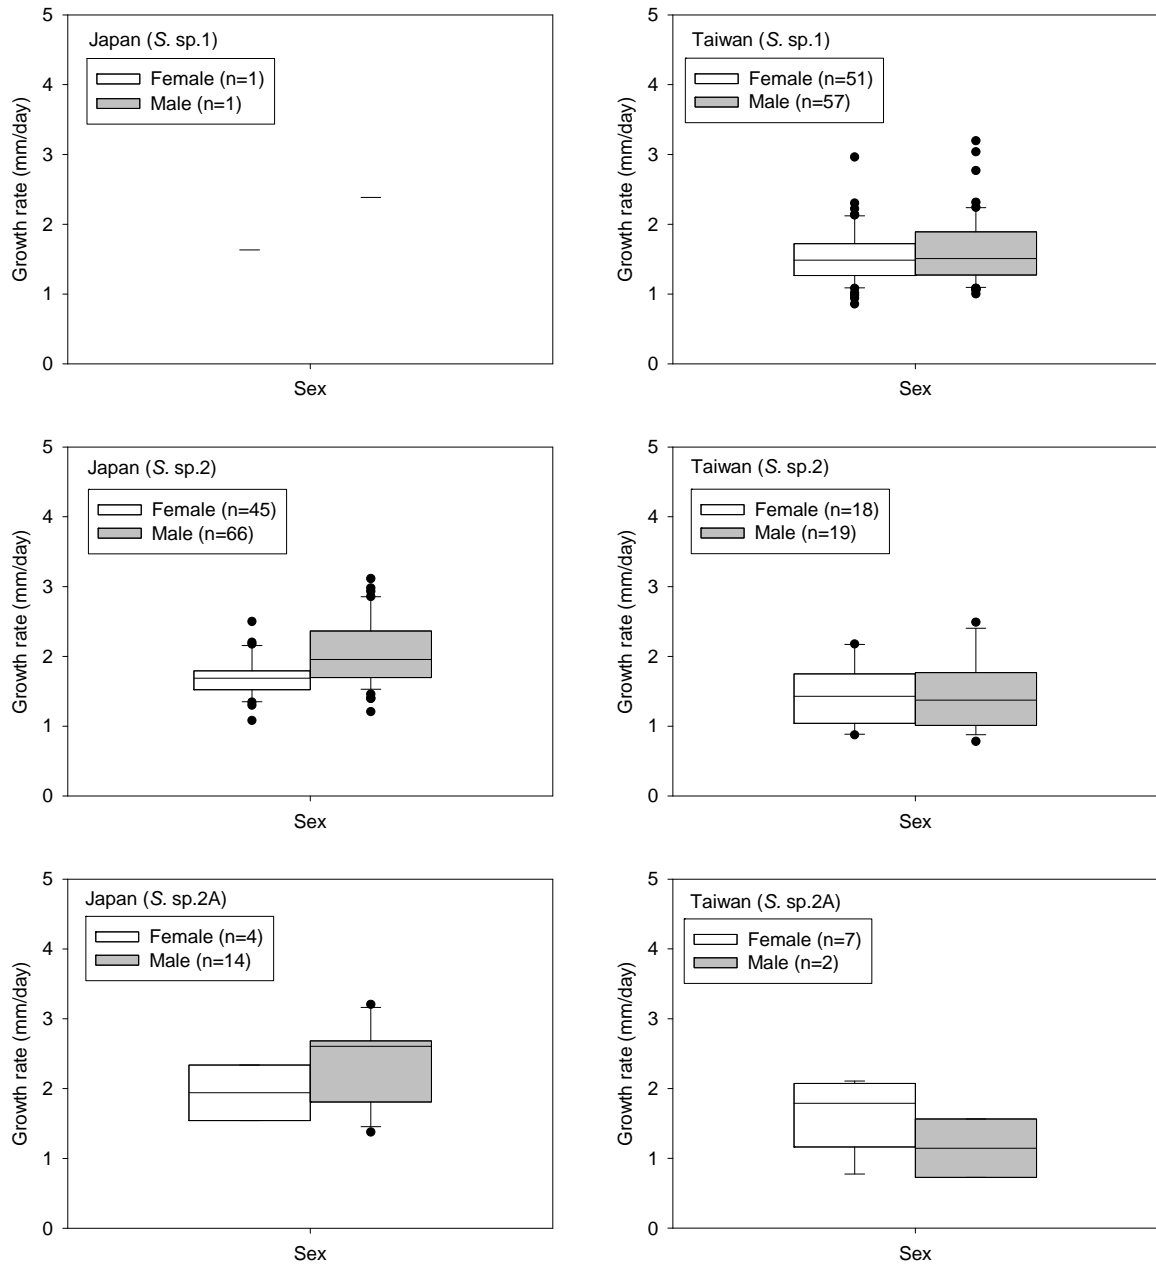 Japan (S. sp.1)
Female (n=1)
Male (n=1)
Growth rate (mm/day)
5
4
3
2
1
0
Sex
Taiwan (S. sp.1)
Female (n=51)
Male (n=57)
Growth rate (mm/day)
5
4
3
2
1
0
Sex
Japan (S. sp.2)
Female (n=45)
Male (n=66)
Growth rate (mm/day)
5
4
3
2
1
0
Sex
Taiwan (S. sp.2)
Female (n=18)
Male (n=19)
Growth rate (mm/day)
5
4
3
2
1
0
Sex
Japan (S. sp.2A)
Female (n=4)
Male (n=14)
Growth rate (mm/day)
5
4
3
2
1
0
Sex
Taiwan (S. sp.2A)
Female (n=7)
Male (n=2)
Growth rate (mm/day)
5
4
3
2
1
0
Sex